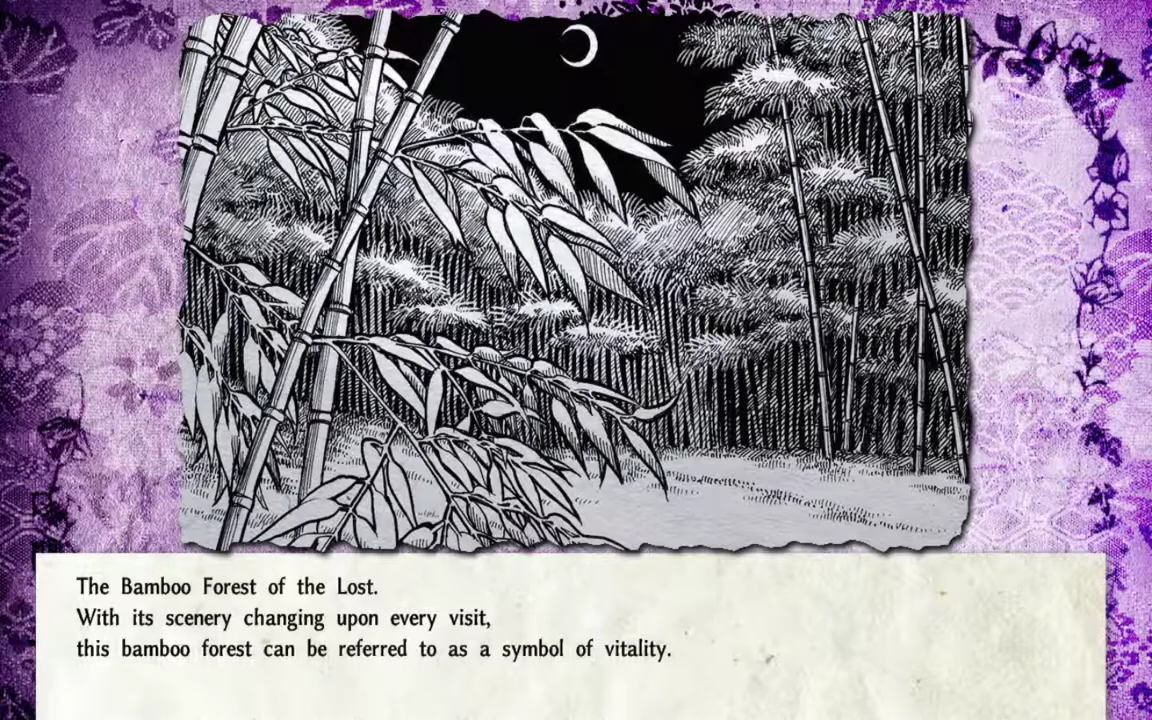 The Bamboo Forest of the Lost.
With its scenery changing upon every visit,
this bamboo forest can be referred to as a symbol of vitality.